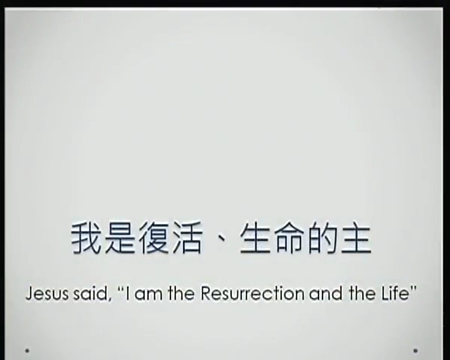 我是復活、生命的主
Jesus said, “I am the Resurrection and the Life”